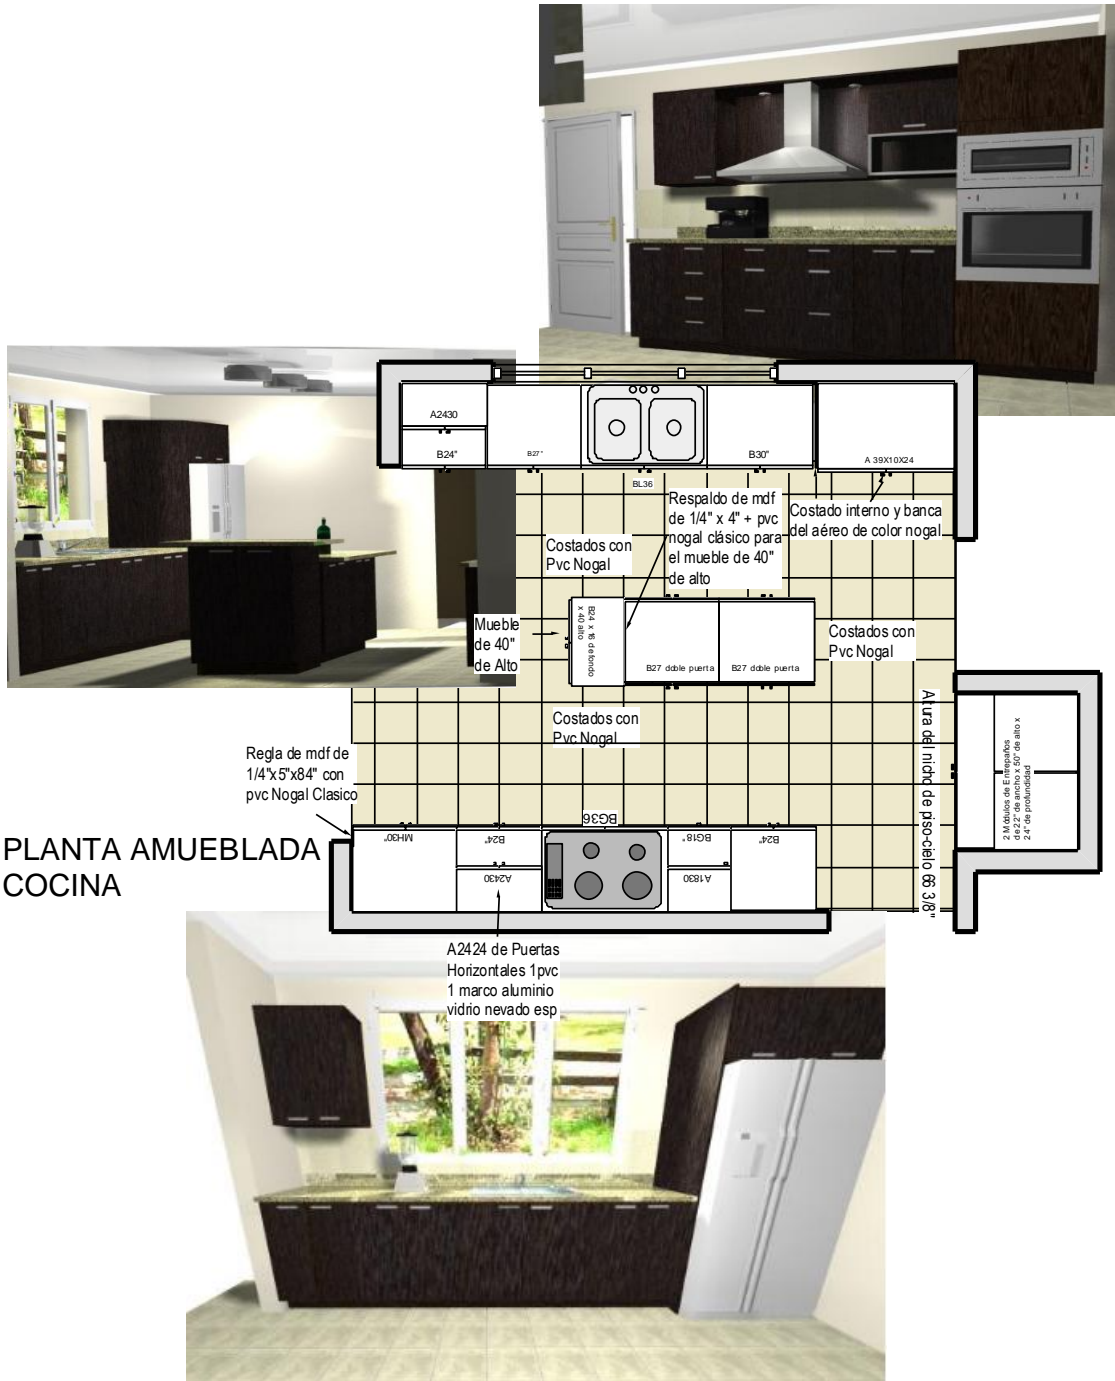 A2430
B24"
B27"
BL36
B30"
A 39X10X24
Respaldo de mdf
de 1/4" x 4" + pvc
nogal clásico para
el mueble de 40"
de alto
Costado interno y banca
del aéreo de color nogal
Costados con
Pvc Nogal
Mueble
de 40"
de Alto
B24 x 16 de fondo
x 40 alto
B27 doble puerta
B27 doble puerta
Costados con
Pvc Nogal
Costados con
Pvc Nogal
Altura del nicho de piso-cielo 66 3/8"
2 Módulos de Entrepaños
de 22" de ancho x 50" de alto x
24" de profundidad
Regla de mdf de
1/4"x5"x84" con
pvc Nogal Clasico
PLANTA AMUEBLADA
COCINA
MH30"
B24"
A2430
BG36
BG18"
A1830
B24"
A2424 de Puertas
Horizontales 1pvc
1 marco aluminio
vidrio nevado esp